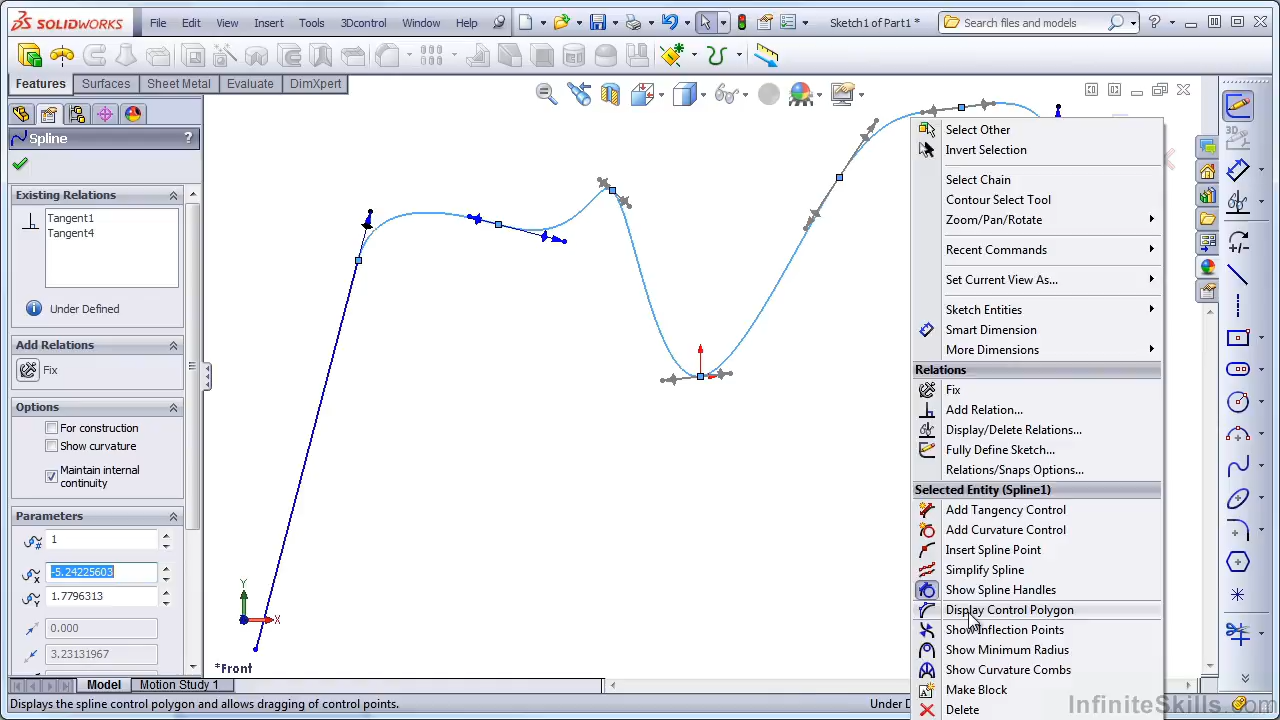 SOLIDWORKS
File
Edit
View
Insert
Tools
3Dcontrol
Window
Help
Sketch1 of Part1 *
Search files and models
?
Features
Surfaces
Sheet Metal
Evaluate
DimXpert
Spline
?
Existing Relations
Tangent1
Tangent4
Under Defined
Add Relations
Fix
Options
For construction
Show curvature
Maintain internal
continuity
Parameters
1
-5.24225603
1.7796313
0.000
3.23131967
Y
X
*Front
Select Other
Invert Selection
Select Chain
Contour Select Tool
Zoom/Pan/Rotate
Recent Commands
Set Current View As...
Sketch Entities
Smart Dimension
More Dimensions
Relations
Fix
Add Relation...
Display/Delete Relations...
Fully Define Sketch...
Relations/Snaps Options...
Selected Entity (Spline1)
Add Tangency Control
Add Curvature Control
Insert Spline Point
Simplify Spline
Show Spline Handles
Display Control Polygon
Show Inflection Points
Show Minimum Radius
Show Curvature Combs
Make Block
Delete
3D
Model
Motion Study 1
Displays the spline control polygon and allows dragging of control points.
Under D
InfiniteSkills.com